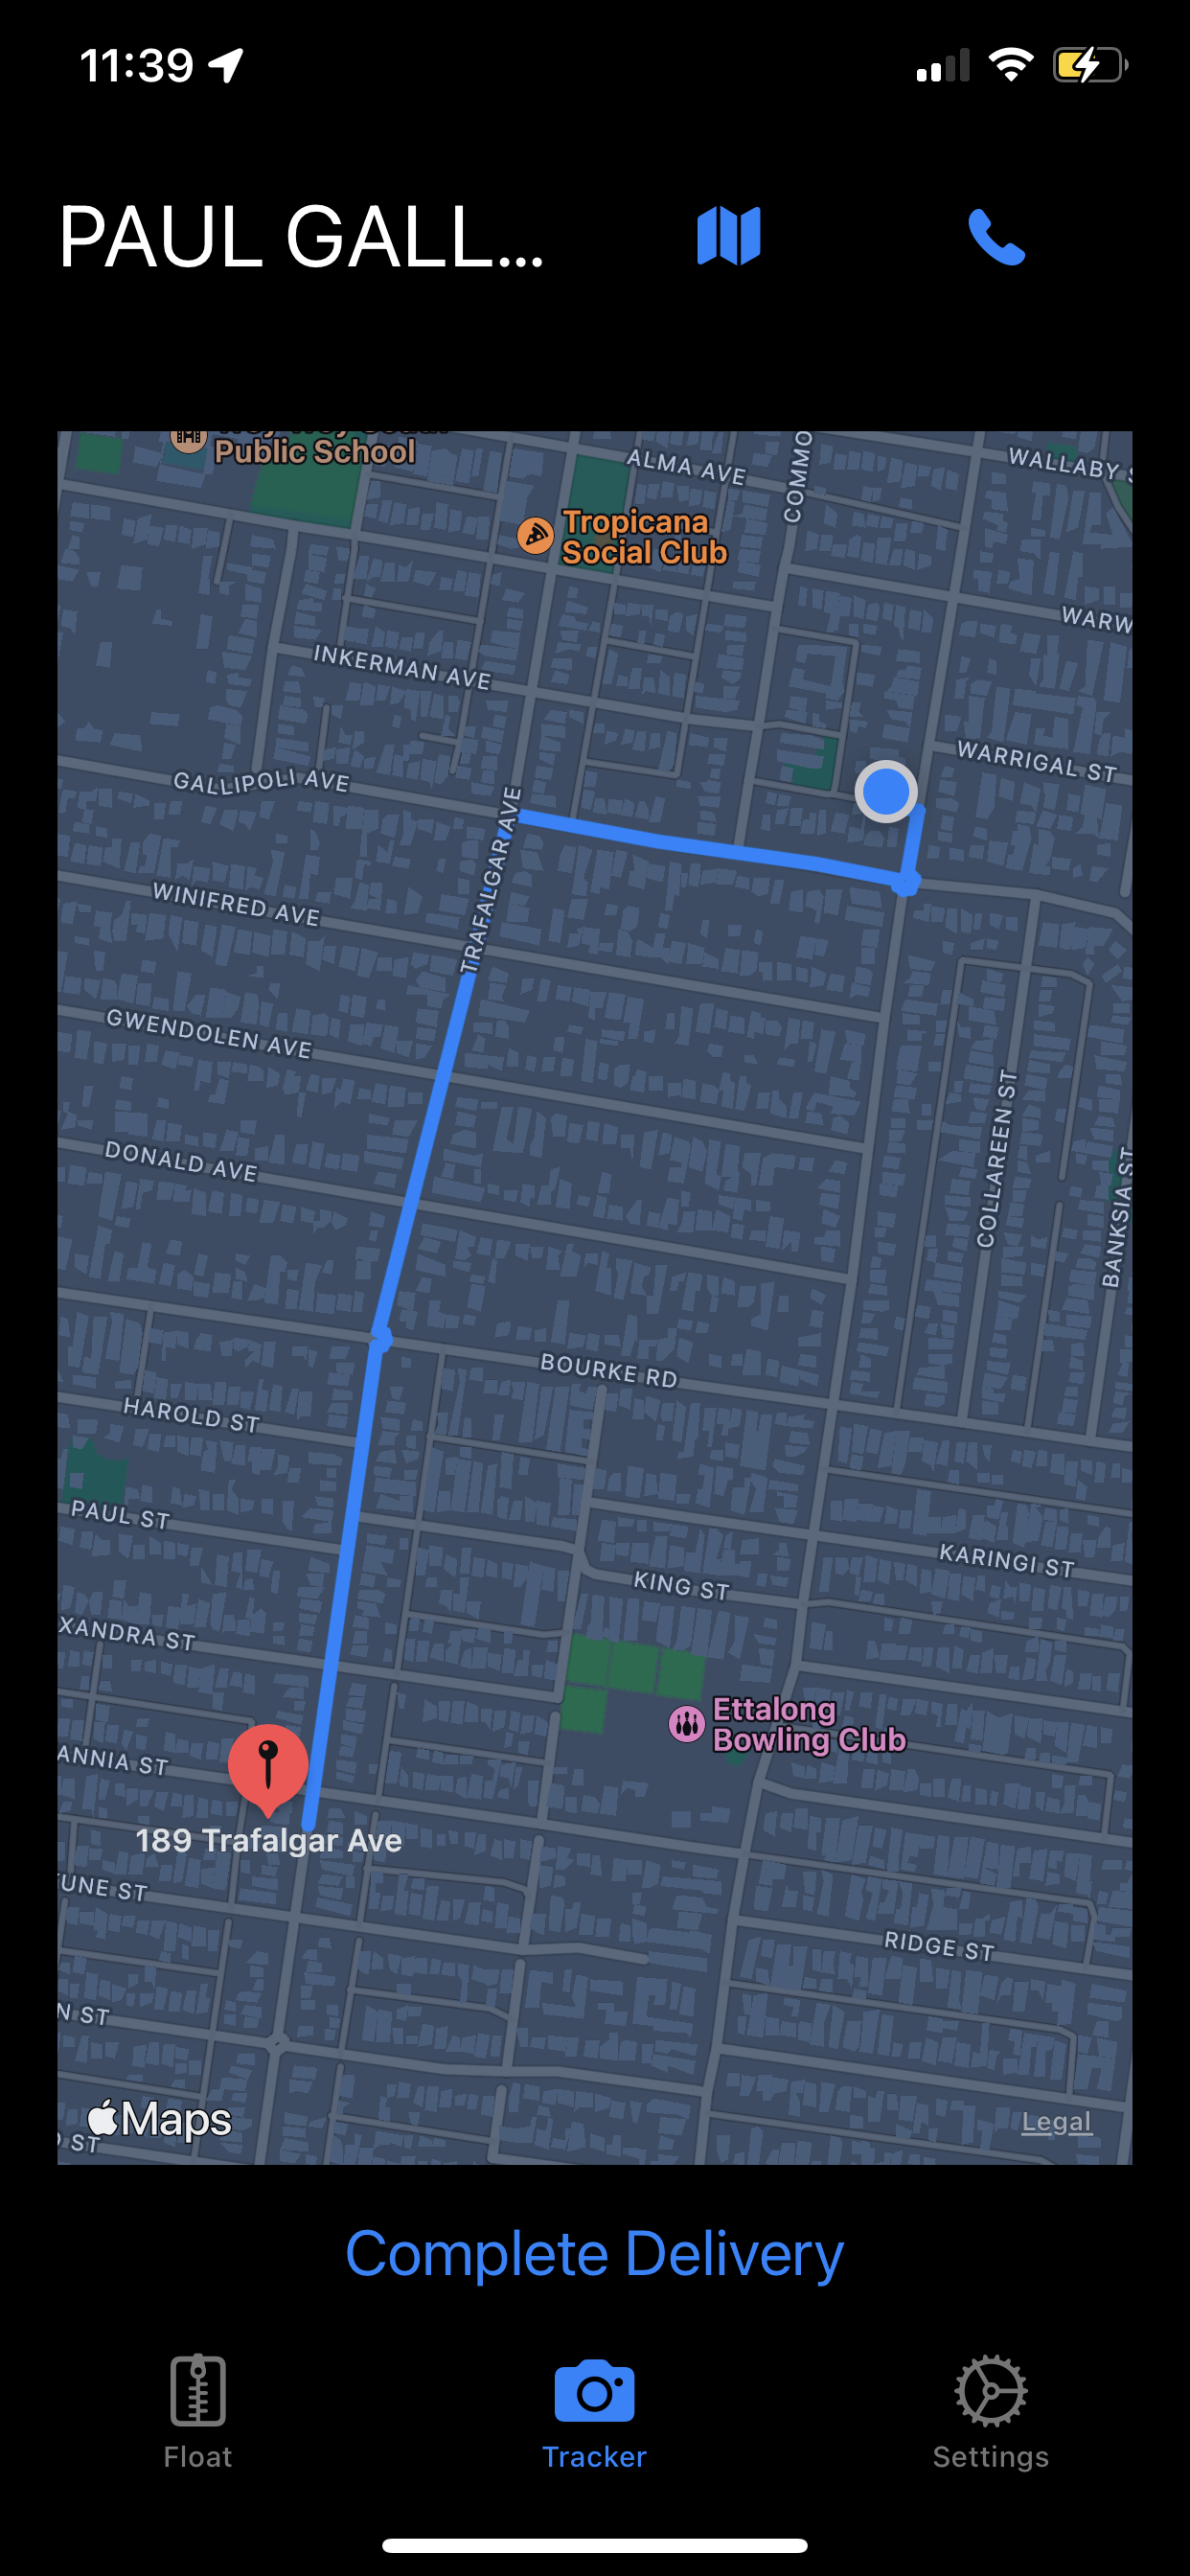 11:39
PAUL GALL...
Public School
ALMA AVE
COMMO
WALLABY
Tropicana
Social Club
WARW
INKERMAN AVE
WARRIGAL ST
GALLIPOLI AVE
TRAFALGAR AVE
WINIFRED AVE
GWENDOLEN AVE
COLLAREEN ST
DONALD AVE
BANKSIA ST
BOURKE RD
HAROLD ST
PAUL ST
KARINGI ST
KING ST
XANDRA ST
Ettalong
Bowling Club
ANNIA ST
189 Trafalgar Ave
UNE ST
RIDGE ST
N ST
Maps
Legal
ST
Complete Delivery
Float
Tracker
Settings